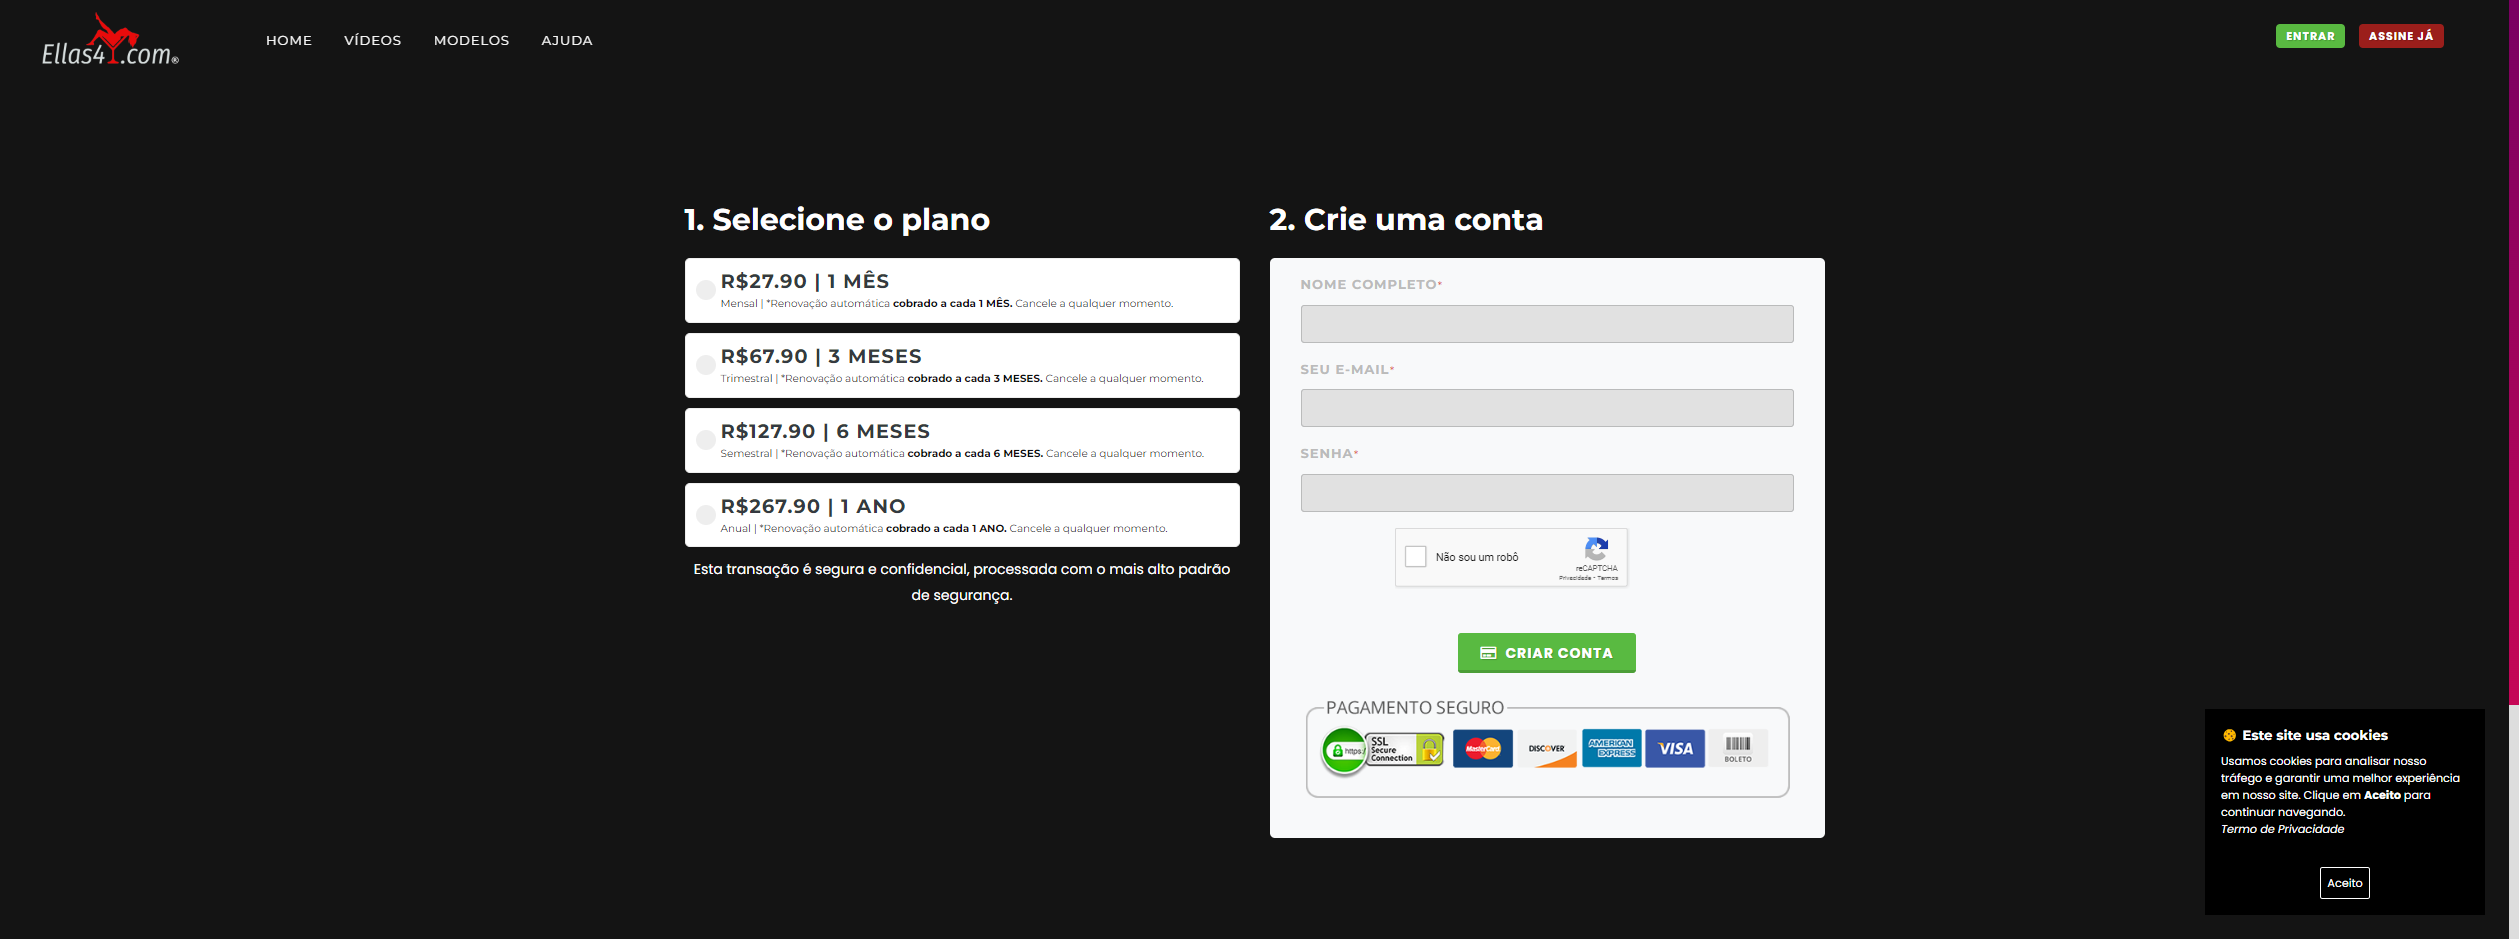 Ellas4 .com®
HOME
VÍDEOS
MODELOS
AJUDA
ENTRAR
ASSINE JÁ
1. Selecione o plano
R$27.90 | 1 MÊS
Mensal | *Renovação automática cobrado a cada 1 MÊS. Cancele a qualquer momento.
R$67.90 | 3 MESES
Trimestral | *Renovação automática cobrado a cada 3 MESES. Cancele a qualquer momento.
R$127.90 | 6 MESES
Semestral | *Renovação automática cobrado a cada 6 MESES. Cancele a qualquer momento.
R$267.90 | 1 ANO
Anual | *Renovação automática cobrado a cada 1 ANO. Cancele a qualquer momento.
Esta transação é segura e confidencial, processada com o mais alto padrão
de segurança.
2. Crie uma conta
NOME COMPLETO*
SEU E-MAIL*
SENHA*
Não sou um robô
reCAPTCHA
Privacidade - Termos
CRIAR CONTA
PAGAMENTO SEGURO
https:/
SSL
Secure
Connection
MasterCard
DISCOVER
AMERICAN
EXPRESS
VISA
BOLETO
Este site usa cookies
Usamos cookies para analisar nosso
tráfego e garantir uma melhor experiência
em nosso site. Clique em Aceito para
continuar navegando.
Termo de Privacidade
Aceito